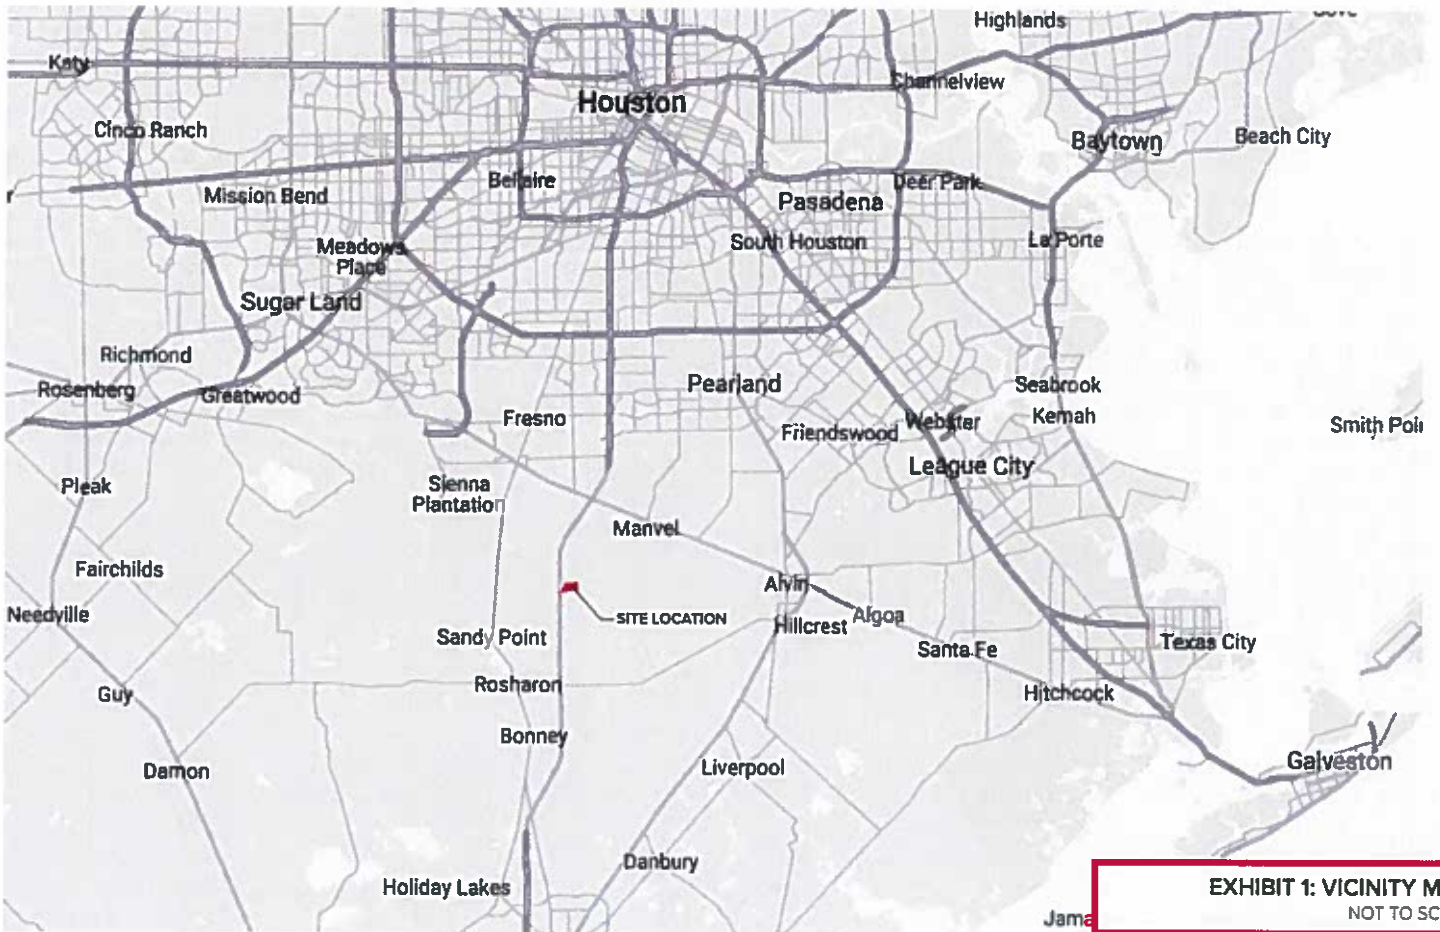 Highlands
Katy
Channelview
Houston
Cinco Ranch
Baytown
Beach City
Bellaire
Deer Park
Mission Bend
Pasadena
South Houston
La Porte
Meadows
Place
Sugar Land
Richmond
Rosenberg
Greatwood
Pearland
Seabrook
Kemah
Fresno
Friendswood
Webster
Smith Poi
League City
Pleak
Sienna
Plantation
Manvel
Fairchilds
Alvin
Needville
SITE LOCATION
Hillcrest
Algoa
Sandy Point
Santa Fe
Texas City
Rosharon
Guy
Hitchcock
Bonney
Damon
Liverpool
Galveston
Danbury
Holiday Lakes
EXHIBIT 1: VICINITY M
NOT TO SC
Jama